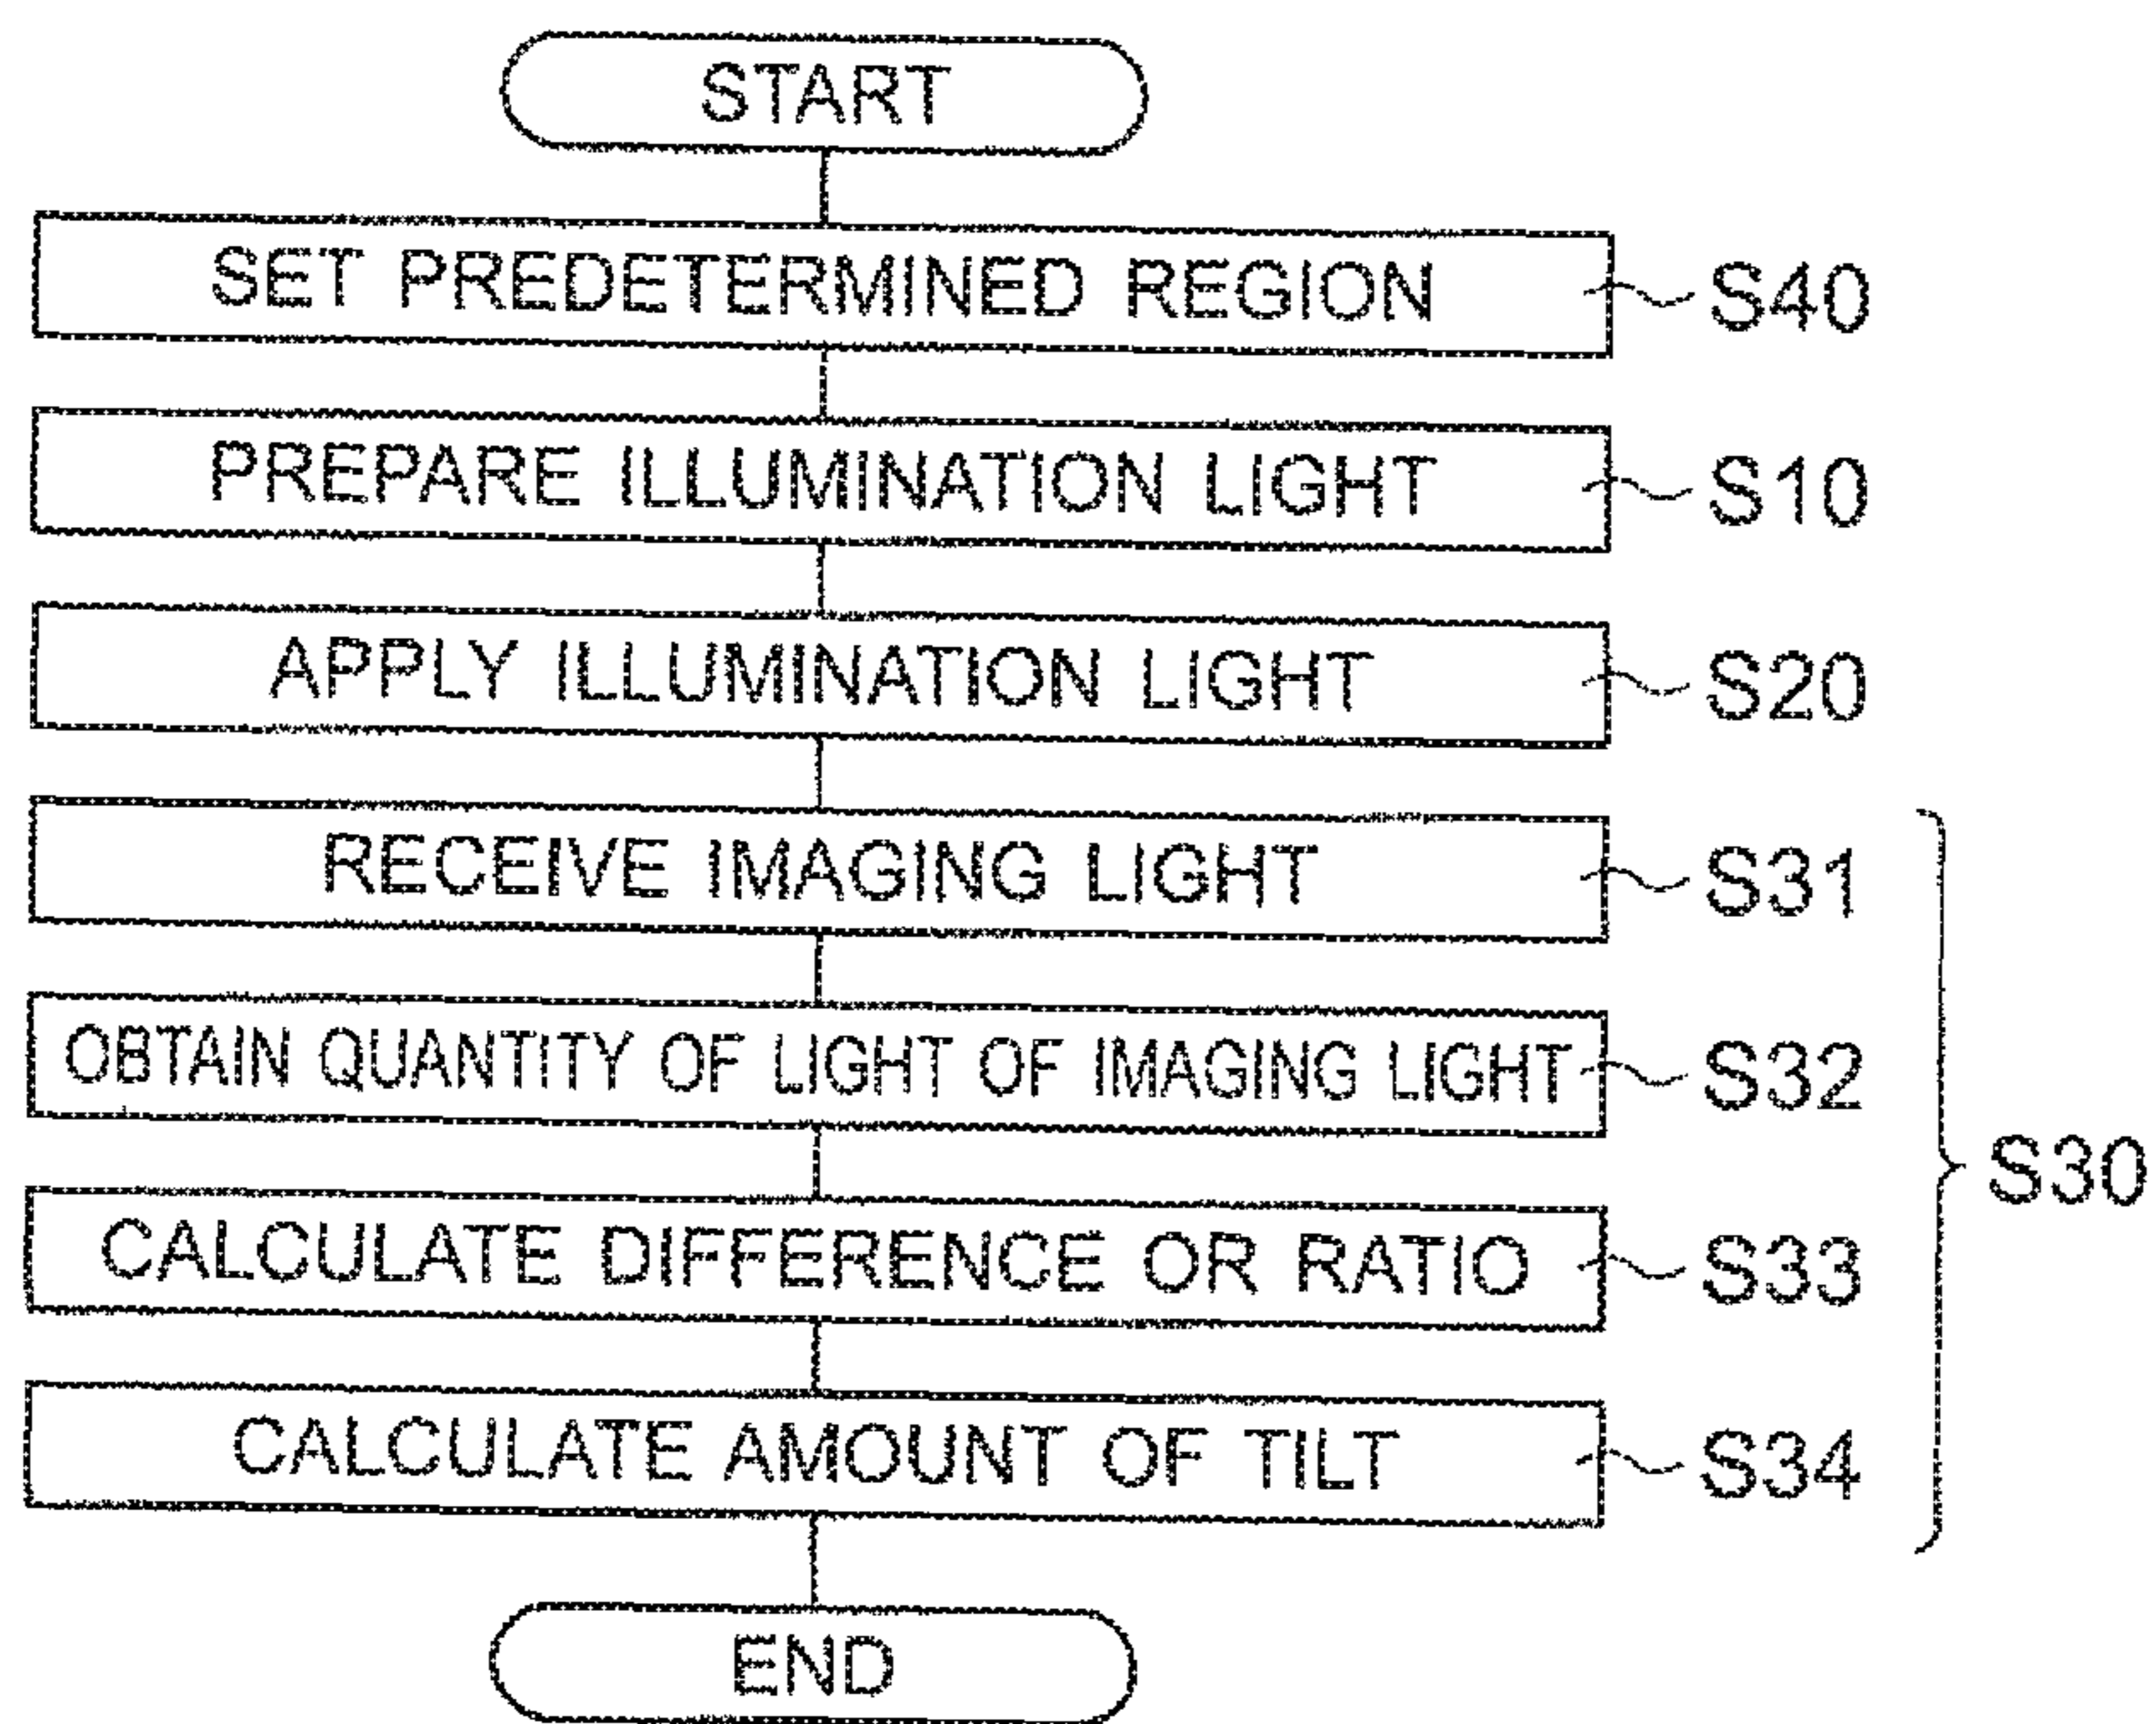 START
SET PREDETERMINED REGION S40
PREPARE ILLUMINATION LIGHT S10
APPLY ILLUMINATION LIGHT S20
RECEIVE IMAGING LIGHT S31
OBTAIN QUANTITY OF LIGHT OF IMAGING LIGHT S32
S30
CALCULATE DIFFERENCE OR RATIO S33
CALCULATE AMOUNT OF TILT S34
END